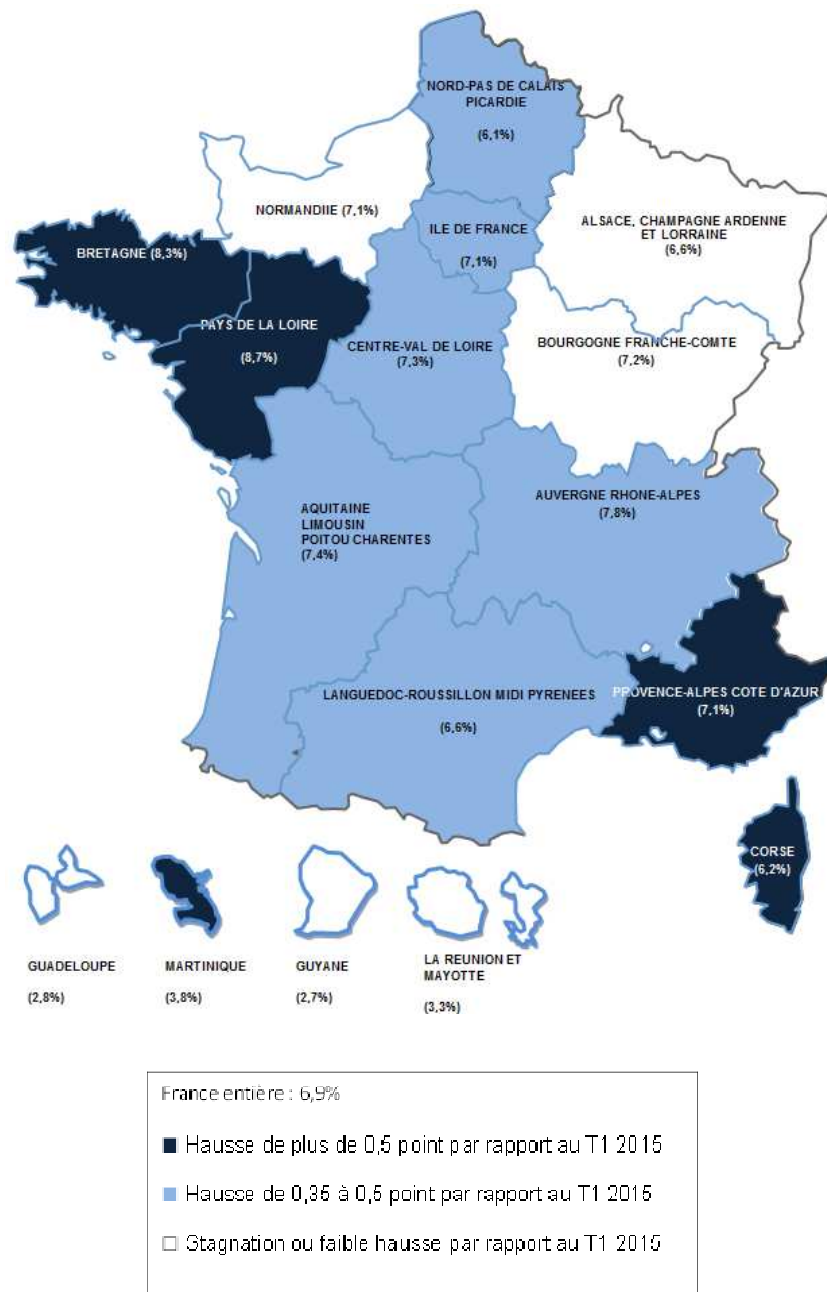 NORD-PAS DE CALAIS
PICARDIE
(6,1%)
NORMANDIIE (7,1%)
ILE DE FRANCE
(7,1%)
ALSACE, CHAMPAGNE ARDENNE
ET LORRAINE
(6,6%)
BRETAGNE (8,3%)
PAYS DE LA LOIRE
(8,7%)
CENTRE-VAL DE LOIRE
(7,3%)
BOURGOGNE FRANCHE-COMTE
(7,2%)
AUVERGNE RHONE-ALPES
(7,8%)
AQUITAINE
LIMOUSIN
POITOU CHARENTES
(7,4%)
LANGUEDOC-ROUSSILLON MIDI PYRENEES
(6,6%)
PROVENCE-ALPES COTE D'AZUR
(7,1%)
CORSE
(6,2%)
GUADELOUPE
(2,8%)
MARTINIQUE
(3,8%)
GUYANE
(2,7%)
LA REUNION ET
MAYOTTE
(3,3%)
France entière : 6,9%
Hausse de plus de 0,5 point par rapport au T1 2015
Hausse de 0,35 à 0,5 point par rapport au T1 2015
Stagnation ou faible hausse par rapport au T1 2015